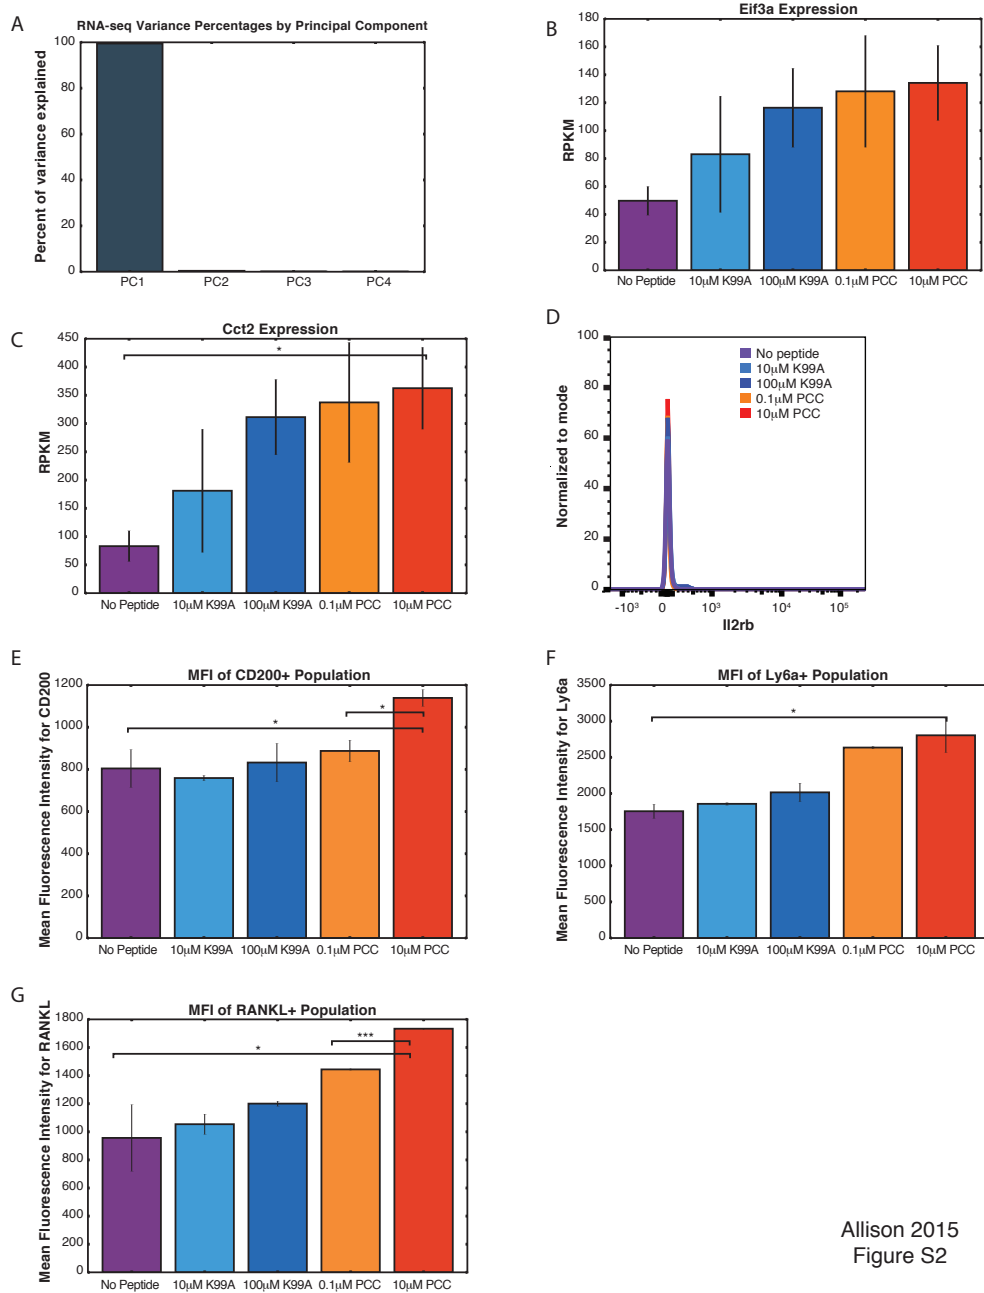 A
RNA-seq Variance Percentages by Principal Component
Percent of variance explained
100
80
60
40
20
0
PC1 PC2 PC3 PC4
B
Eif3a Expression
RPKM
180
160
140
120
100
80
60
40
20
0
No Peptide 10μM K99A 100μM K99A 0.1μM PCC 10μM PCC
C
Cct2 Expression
RPKM
450
400
350
300
250
200
150
100
50
0
*
No Peptide 10μM K99A 100μM K99A 0.1μM PCC 10μM PCC
D
Normalized to mode
100
80
60
40
20
0
No peptide
10μM K99A
100μM K99A
0.1μM PCC
10μM PCC
-10³ 0 10³ 10⁴ 10⁵
Il2rb
E
MFI of CD200+ Population
Mean Fluorescence Intensity for CD200
1200
1000
800
600
400
200
0
*
*
No Peptide 10μM K99A 100μM K99A 0.1μM PCC 10μM PCC
F
MFI of Ly6a+ Population
Mean Fluorescence Intensity for Ly6a
3500
3000
2500
2000
1500
1000
500
0
*
No Peptide 10μM K99A 100μM K99A 0.1μM PCC 10μM PCC
G
MFI of RANKL+ Population
Mean Fluorescence Intensity for RANKL
1800
1600
1400
1200
1000
800
600
400
200
0
***
*
No Peptide 10μM K99A 100μM K99A 0.1μM PCC 10μM PCC
Allison 2015
Figure S2